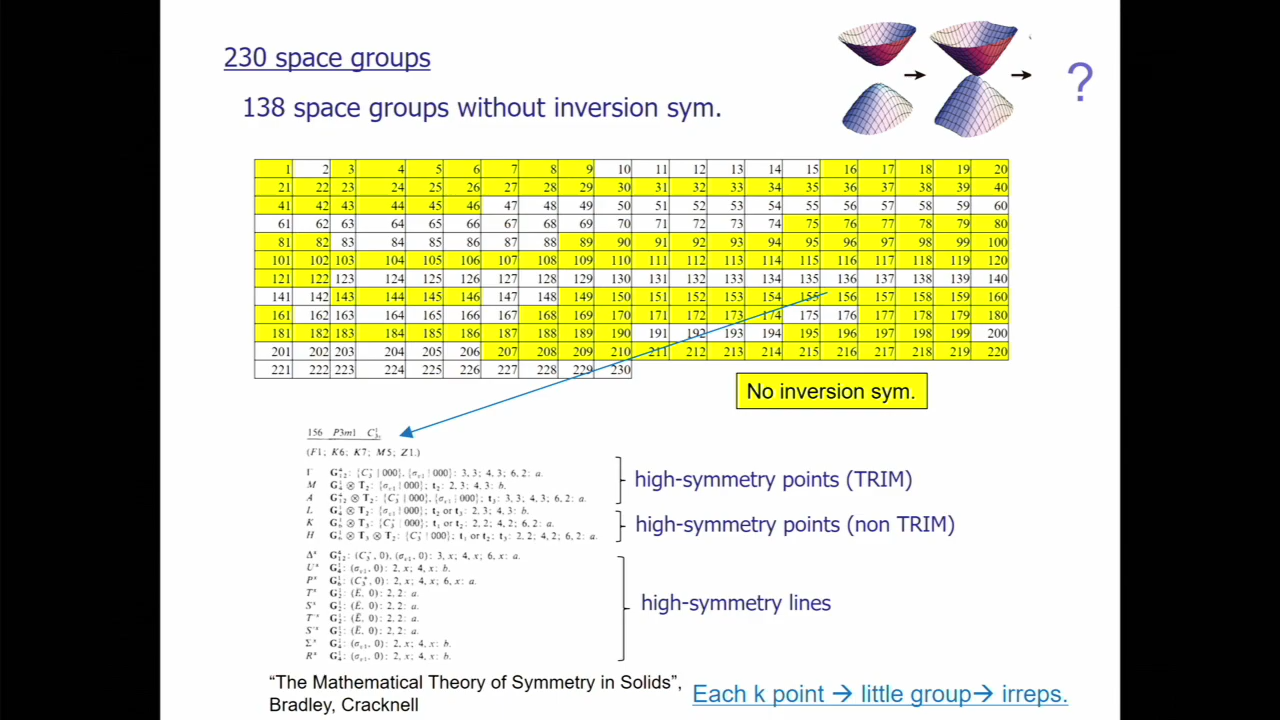 230 space groups
138 space groups without inversion sym.
?
1 2 3 4 5 6 7 8 9 10 11 12 13 14 15 16 17 18 19 20
21 22 23 24 25 26 27 28 29 30 31 32 33 34 35 36 37 38 39 40
41 42 43 44 45 46 47 48 49 50 51 52 53 54 55 56 57 58 59 60
61 62 63 64 65 66 67 68 69 70 71 72 73 74 75 76 77 78 79 80
81 82 83 84 85 86 87 88 89 90 91 92 93 94 95 96 97 98 99 100
101 102 103 104 105 106 107 108 109 110 111 112 113 114 115 116 117 118 119 120
121 122 123 124 125 126 127 128 129 130 131 132 133 134 135 136 137 138 139 140
141 142 143 144 145 146 147 148 149 150 151 152 153 154 155 156 157 158 159 160
161 162 163 164 165 166 167 168 169 170 171 172 173 174 175 176 177 178 179 180
181 182 183 184 185 186 187 188 189 190 191 192 193 194 195 196 197 198 199 200
201 202 203 204 205 206 207 208 209 210 211 212 213 214 215 216 217 218 219 220
221 222 223 224 225 226 227 228 229 230
No inversion sym.
156 P3m1
(F1; K6; K7; M5; Z1.)
high-symmetry points (TRIM)
high-symmetry points (non TRIM)
high-symmetry lines
“The Mathematical Theory of Symmetry in Solids”,
Bradley, Cracknell
Each k point → little group→ irreps.